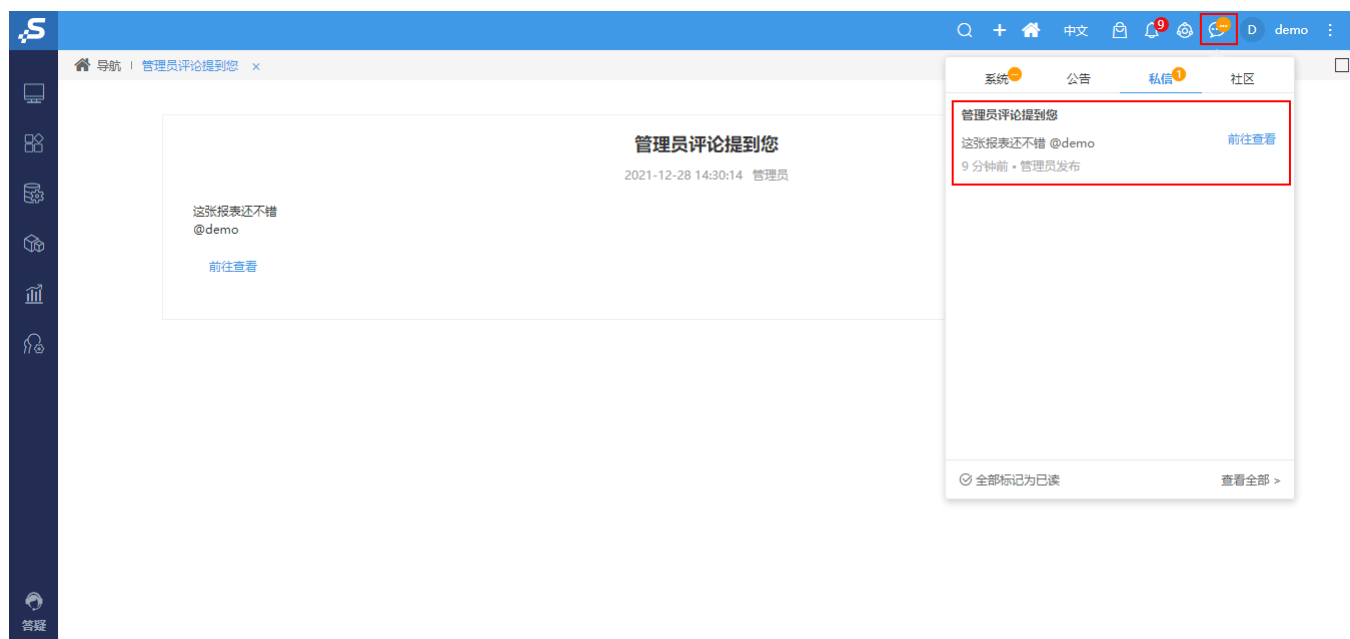 S
中文
9
D demo
导航 管理员评论提到您 ×
系统 公告 私信 1 社区
管理员评论提到您
这张报表还不错 @demo
前往查看
9 分钟前 • 管理员发布
全部标记为已读
查看全部 >
管理员评论提到您
2021-12-28 14:30:14 管理员
这张报表还不错
@demo
前往查看
答疑